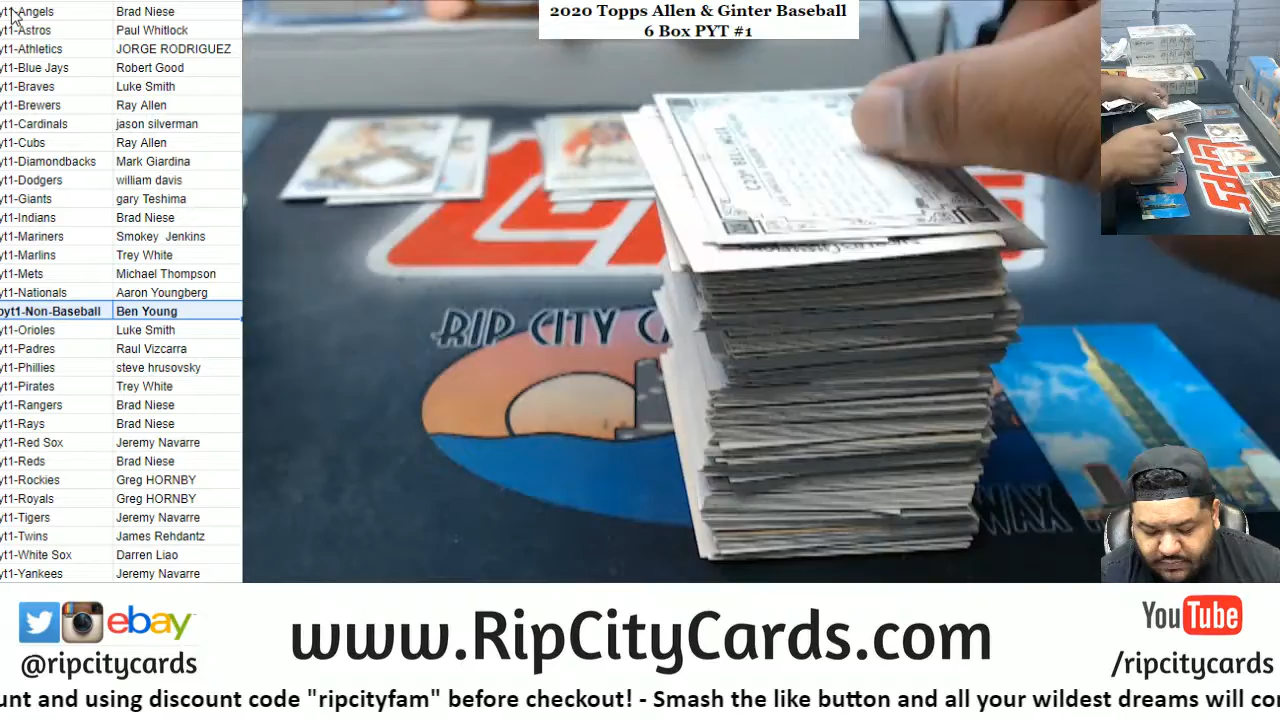 2020 Topps Allen & Ginter Baseball
6 Box PYT #1
yt1-Angels Brad Niese
yt1-Astros Paul Whitlock
yt1-Athletics JORGE RODRIGUEZ
yt1-Blue Jays Robert Good
yt1-Braves Luke Smith
yt1-Brewers Ray Allen
yt1-Cardinals jason silverman
yt1-Cubs Ray Allen
yt1-Diamondbacks Mark Giardina
yt1-Dodgers william davis
yt1-Giants gary Teshima
yt1-Indians Brad Niese
yt1-Mariners Smokey Jenkins
yt1-Marlins Trey White
yt1-Mets Michael Thompson
yt1-Nationals Aaron Youngberg
pyt1-Non-Baseball Ben Young
yt1-Orioles Luke Smith
yt1-Padres Raul Vizcarra
yt1-Phillies steve hrusovsky
yt1-Pirates Trey White
yt1-Rangers Brad Niese
yt1-Rays Brad Niese
yt1-Red Sox Jeremy Navarre
yt1-Reds Brad Niese
yt1-Rockies Greg HORNBY
yt1-Royals Greg HORNBY
yt1-Tigers Jeremy Navarre
yt1-Twins James Rehdantz
yt1-White Sox Darren Liao
yt1-Yankees Jeremy Navarre
RIP CITY
WAX
ebay
@ripcitycards
www.RipCityCards.com
YouTube
/ripcitycards
unt and using discount code "ripcityfam" before checkout! - Smash the like button and all your wildest dreams will co